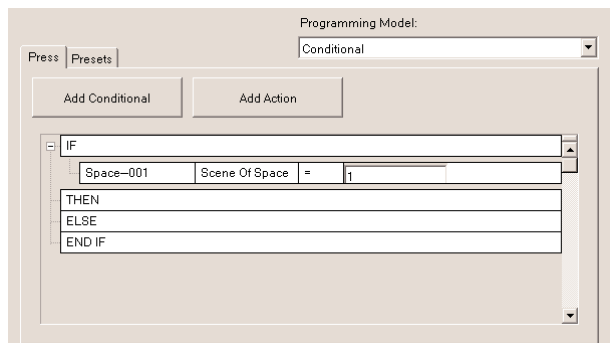 Programming Model:
Conditional
Press Presets
Add Conditional Add Action
IF
Space—001 Scene Of Space = 1
THEN
ELSE
END IF